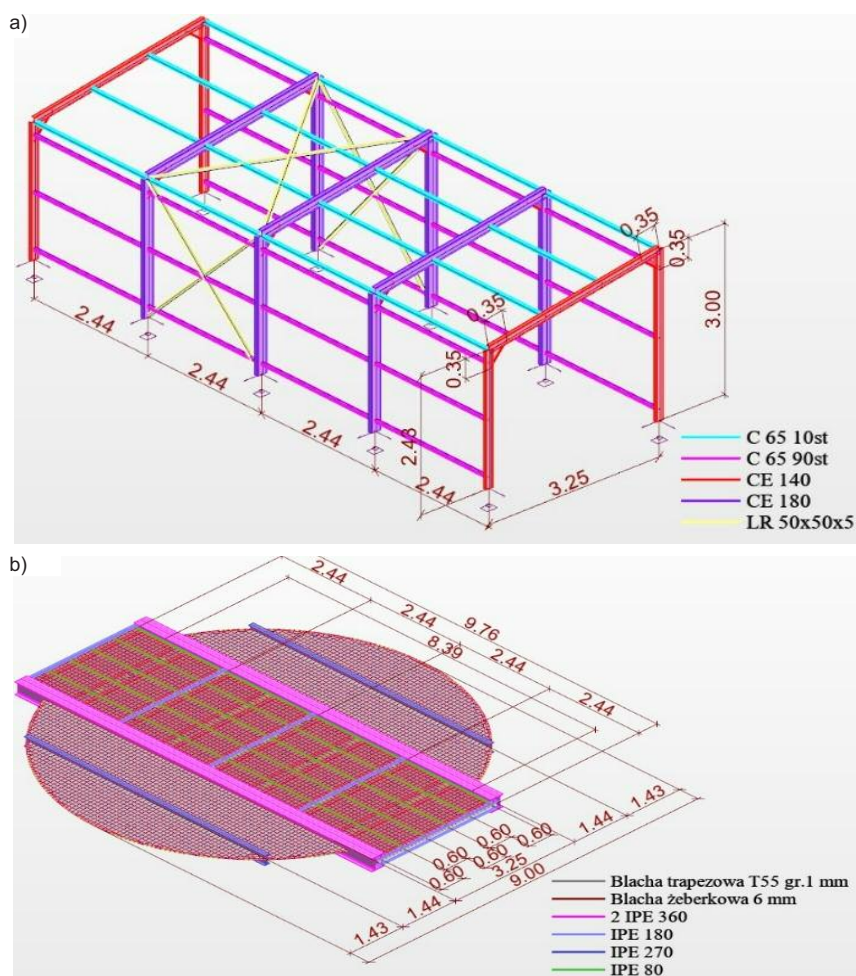 a)
0.35
0.35
3.00
0.35
0.35
2.43
2.44
2.44
2.44
2.44
3.25
C 65 10st
C 65 90st
CE 140
CE 180
LR 50x50x5
b)
2.44
2.44
9.76
8.39
2.44
2.44
1.43
1.44
0.60
0.60
0.60
0.60
0.60
3.25
9.00
1.44
1.43
Blacha trapezowa T55 gr.1 mm
Blacha żeberkowa 6 mm
2 IPE 360
IPE 180
IPE 270
IPE 80